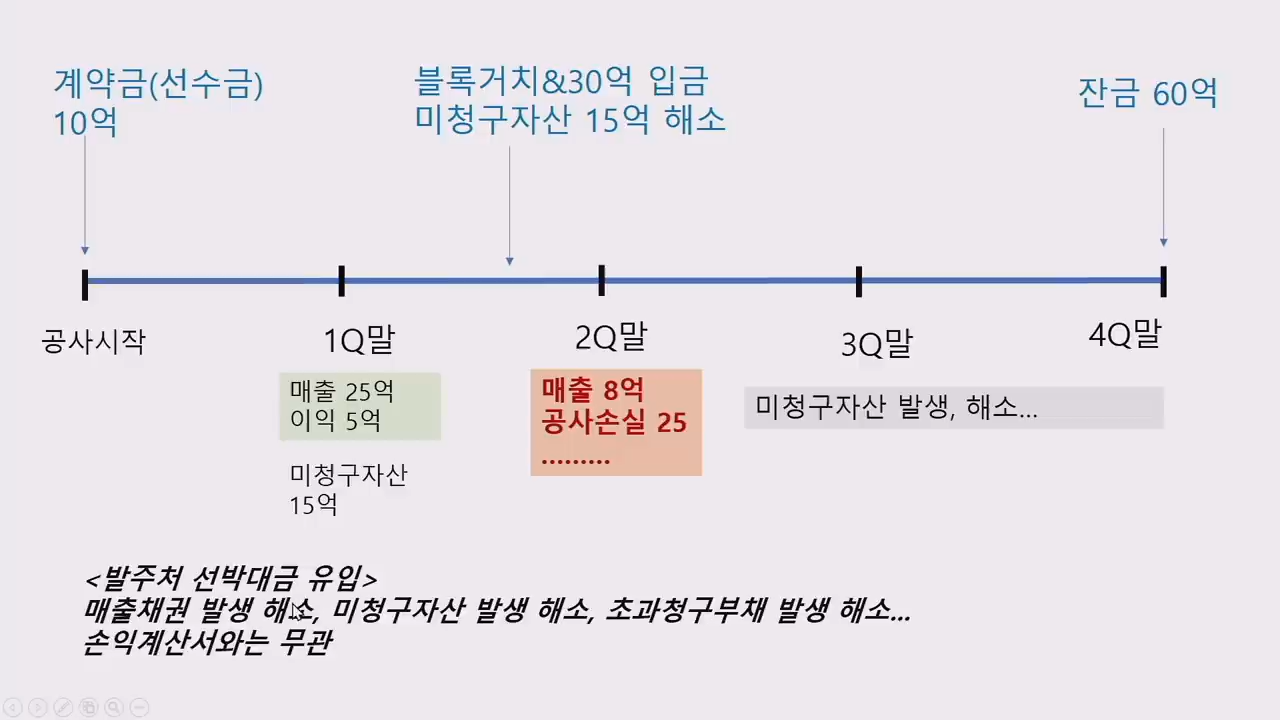 계약금(선수금)
10억
블록거치&30억 입금
미청구자산 15억 해소
잔금 60억
공사시작
1Q말
2Q말
3Q말
4Q말
매출 25억
이익 5억
미청구자산
15억
매출 8억
공사손실 25
.........
미청구자산 발생, 해소...
<발주처 선박대금 유입>
매출채권 발생 해소, 미청구자산 발생 해소, 초과청구부채 발생 해소...
손익계산서와는 무관